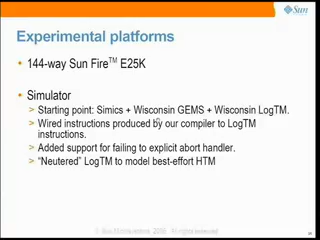 Sun
Experimental platforms
• 144-way Sun Fire™ E25K
• Simulator
> Starting point: Simics + Wisconsin GEMS + Wisconsin LogTM.
> Wired instructions produced by our compiler to LogTM
instructions.
> Added support for failing to explicit abort handler.
> “Neutered” LogTM to model best-effort HTM